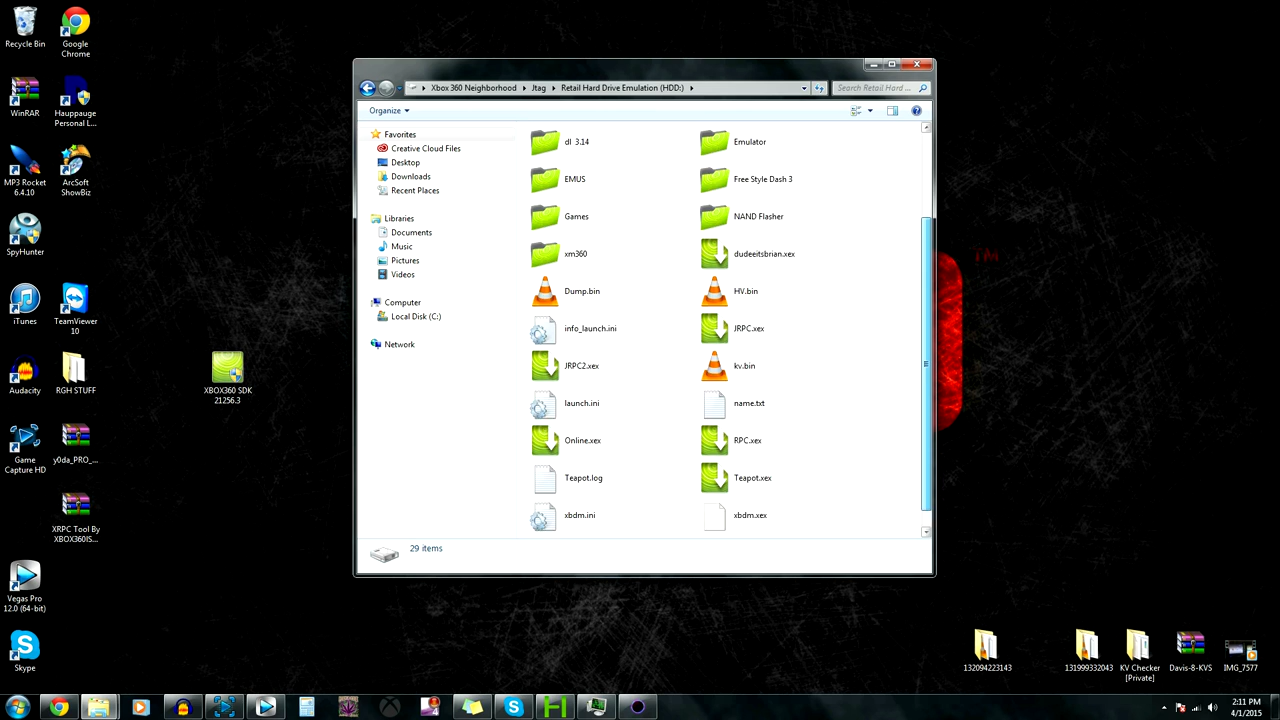 Recycle Bin
Google
Chrome
WinRAR
Hauppauge
Personal L...
MP3 Rocket
6.4.10
ArcSoft
ShowBiz
SpyHunter
iTunes
TeamViewer
10
Audacity
RGH STUFF
Game
Capture HD
y0da_PRO_...
XRPC Tool By
XBOX360IS...
Vegas Pro
12.0 (64-bit)
Skype
XBOX360 SDK
21256.3
Xbox 360 Neighborhood
Jtag
Retail Hard Drive Emulation (HDD:)
Search Retail Hard ...
Organize
Favorites
Creative Cloud Files
Desktop
Downloads
Recent Places
Libraries
Documents
Music
Pictures
Videos
Computer
Local Disk (C:)
Network
dl 3.14
Emulator
EMUS
Free Style Dash 3
Games
NAND Flasher
xm360
dudeeitsbrian.xex
Dump.bin
HV.bin
info_launch.ini
JRPC.xex
JRPC2.xex
kv.bin
launch.ini
name.txt
Online.xex
RPC.xex
Teapot.log
Teapot.xex
xbdm.ini
xbdm.xex
29 items
132094223143
131999332043
KV Checker
[Private]
Davis-8-KVS
IMG_7577
2:11 PM
4/1/2015